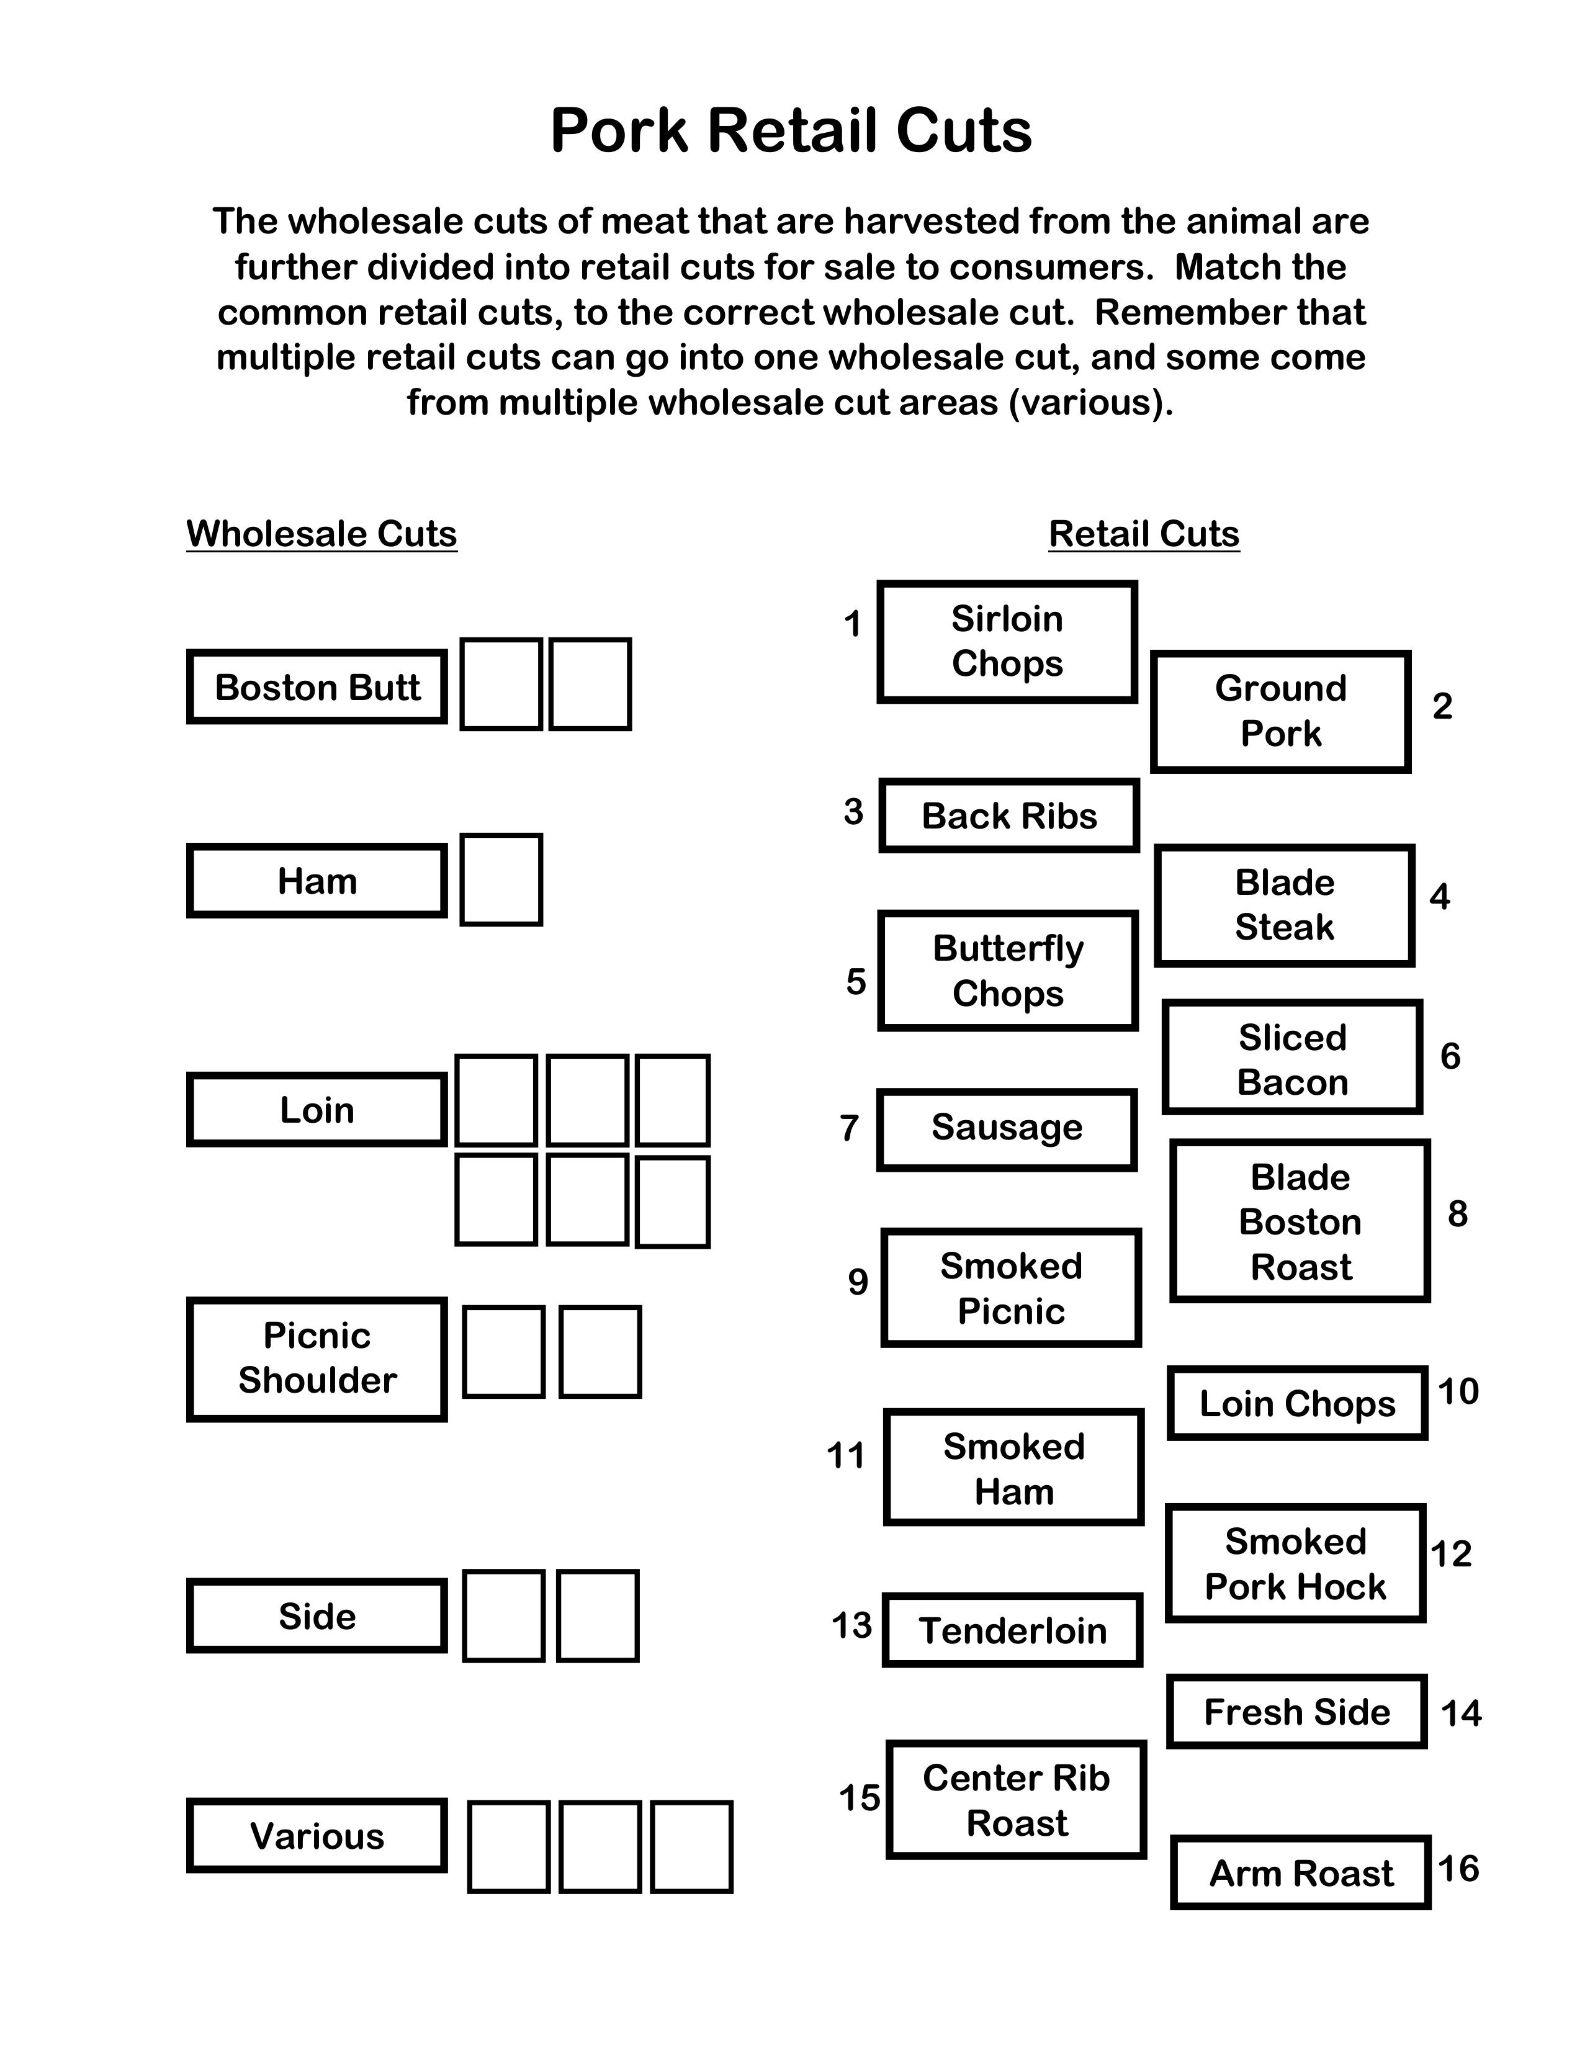 Pork Retail Cuts
The wholesale cuts of meat that are harvested from the animal are
further divided into retail cuts for sale to consumers.  Match the
common retail cuts, to the correct wholesale cut.  Remember that
multiple retail cuts can go into one wholesale cut, and some come
from multiple wholesale cut areas (various).
Wholesale Cuts
Boston Butt
Ham
Loin
Picnic
Shoulder
Side
Various
Retail Cuts
1
Sirloin
Chops
Ground
Pork
2
3
Back Ribs
Blade
Steak
4
5
Butterfly
Chops
Sliced
Bacon
6
7
Sausage
Blade
Boston
Roast
8
9
Smoked
Picnic
Loin Chops
10
11
Smoked
Ham
Smoked
Pork Hock
12
13
Tenderloin
Fresh Side
14
15
Center Rib
Roast
Arm Roast
16